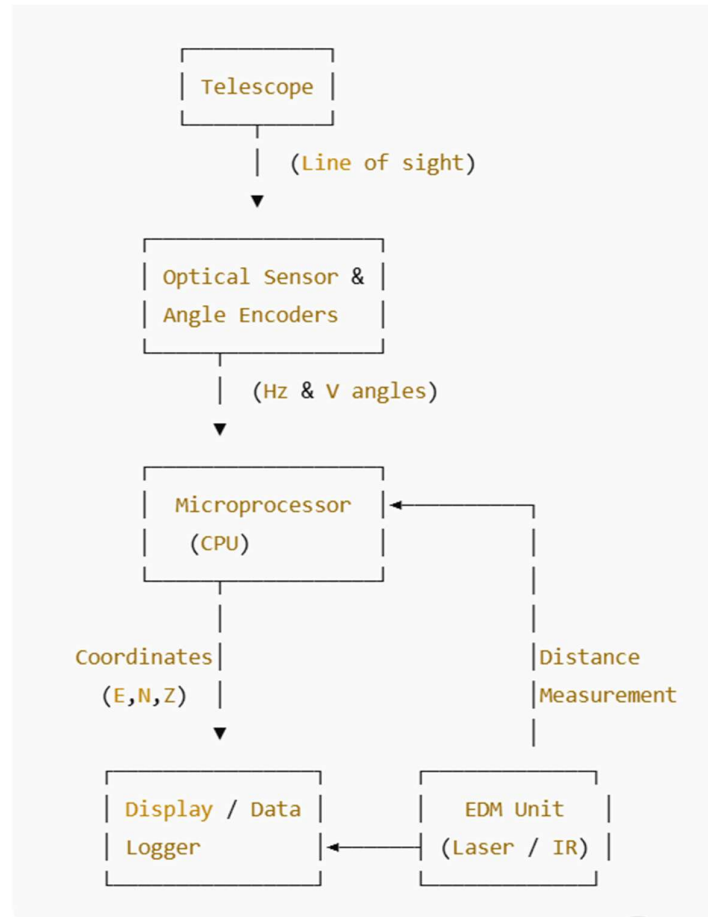 Telescope
(Line of sight)
Optical Sensor &
Angle Encoders
(Hz & V angles)
Microprocessor
(CPU)
Coordinates
(E,N,Z)
Distance
Measurement
Display / Data
Logger
EDM Unit
(Laser / IR)